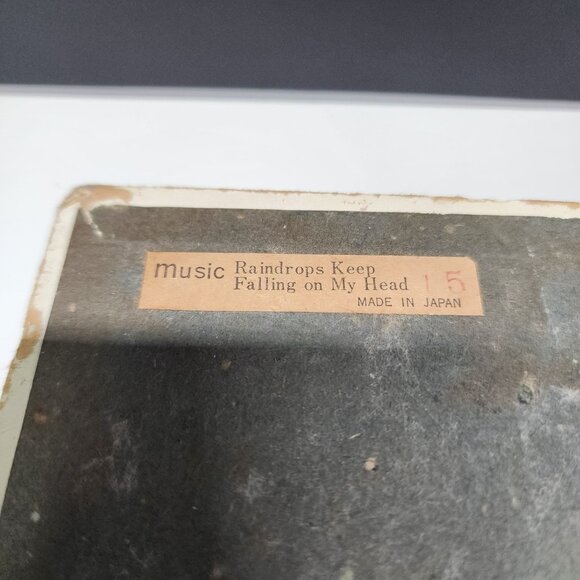 music Raindrops Keep
Falling on My Head 15
MADE IN JAPAN